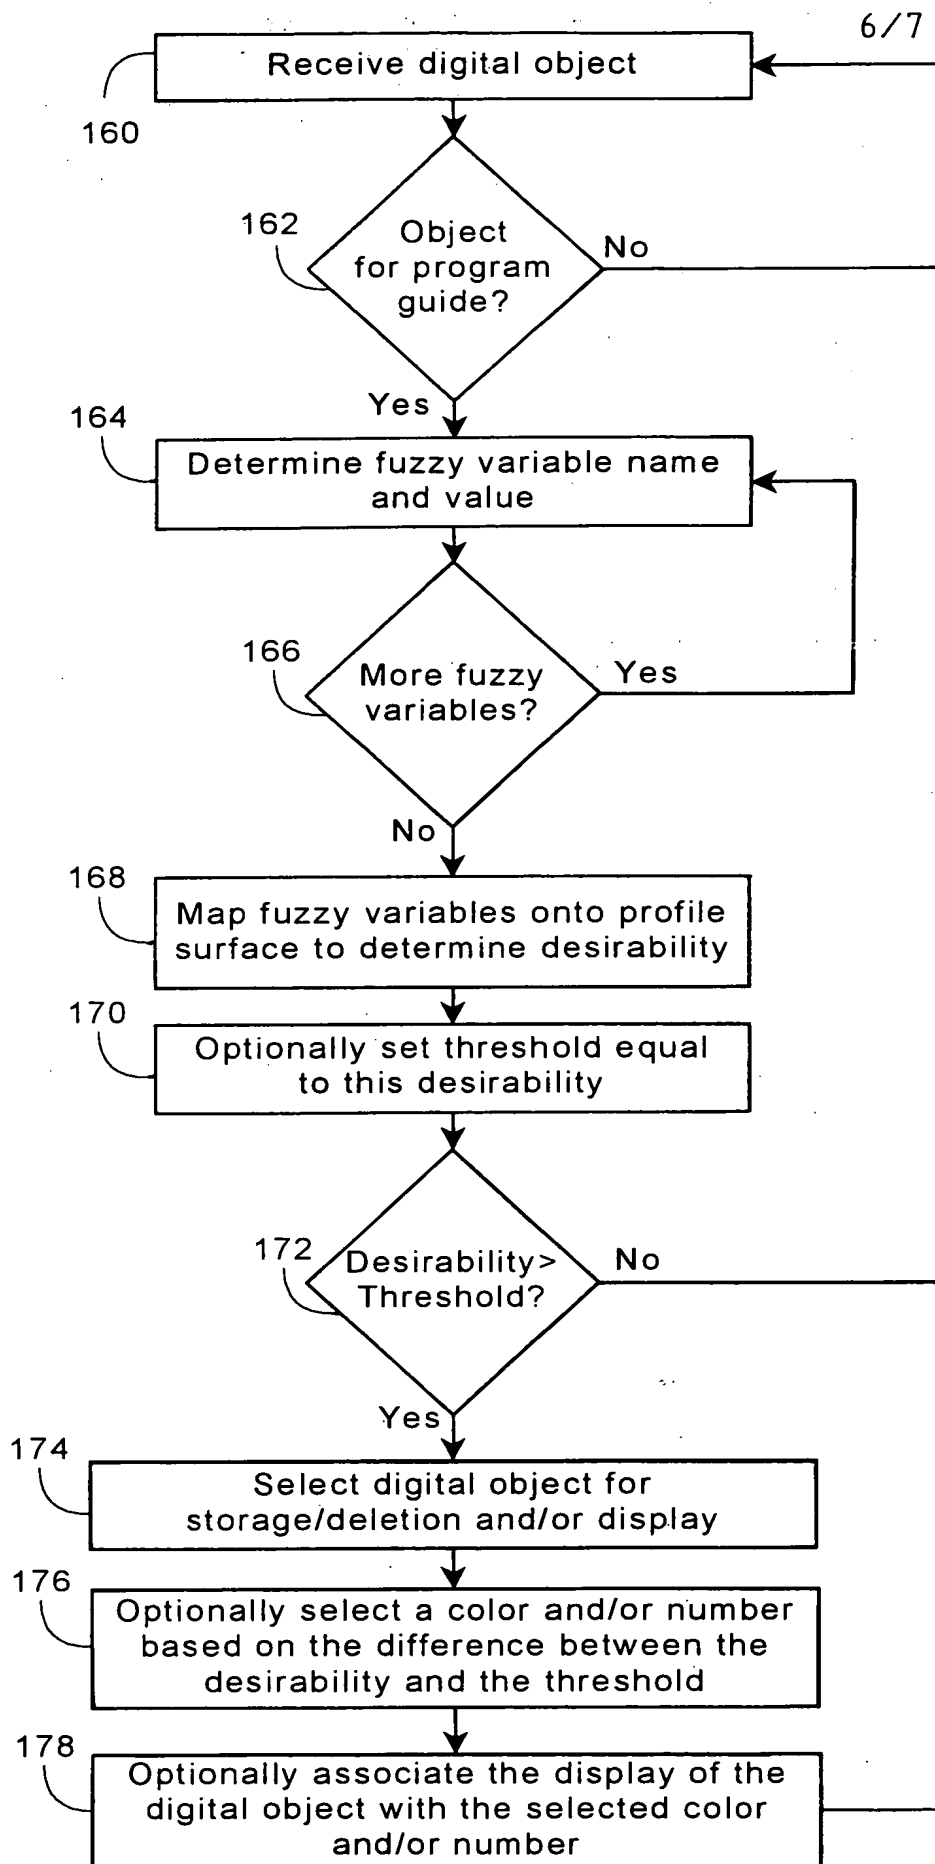 6/7
Receive digital object
160
162
Object
for program
guide?
No
Yes
164
Determine fuzzy variable name
and value
166
More fuzzy
variables?
Yes
No
168
Map fuzzy variables onto profile
surface to determine desirability
170
Optionally set threshold equal
to this desirability
172
Desirability>
Threshold?
No
Yes
174
Select digital object for
storage/deletion and/or display
176
Optionally select a color and/or number
based on the difference between the
desirability and the threshold
178
Optionally associate the display of the
digital object with the selected color
and/or number